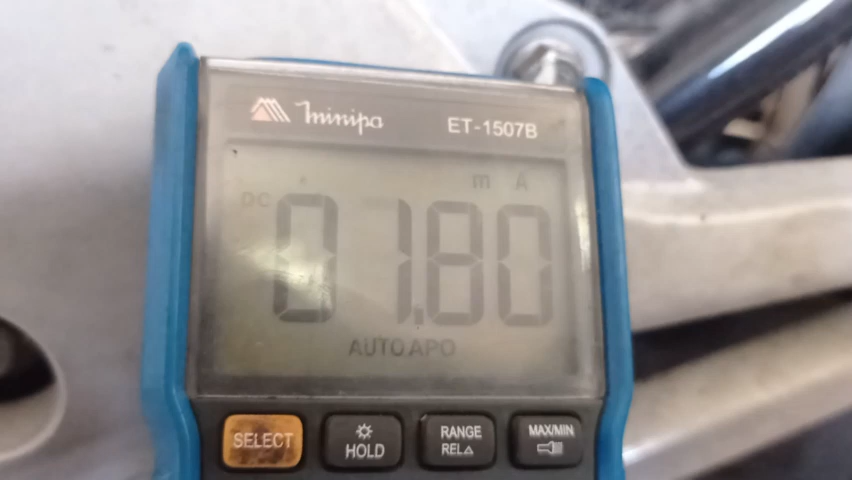 minipa ET-1507B
m A
DC 01.80
AUTO APO
SELECT HOLD RANGE MAX/MIN
REL△